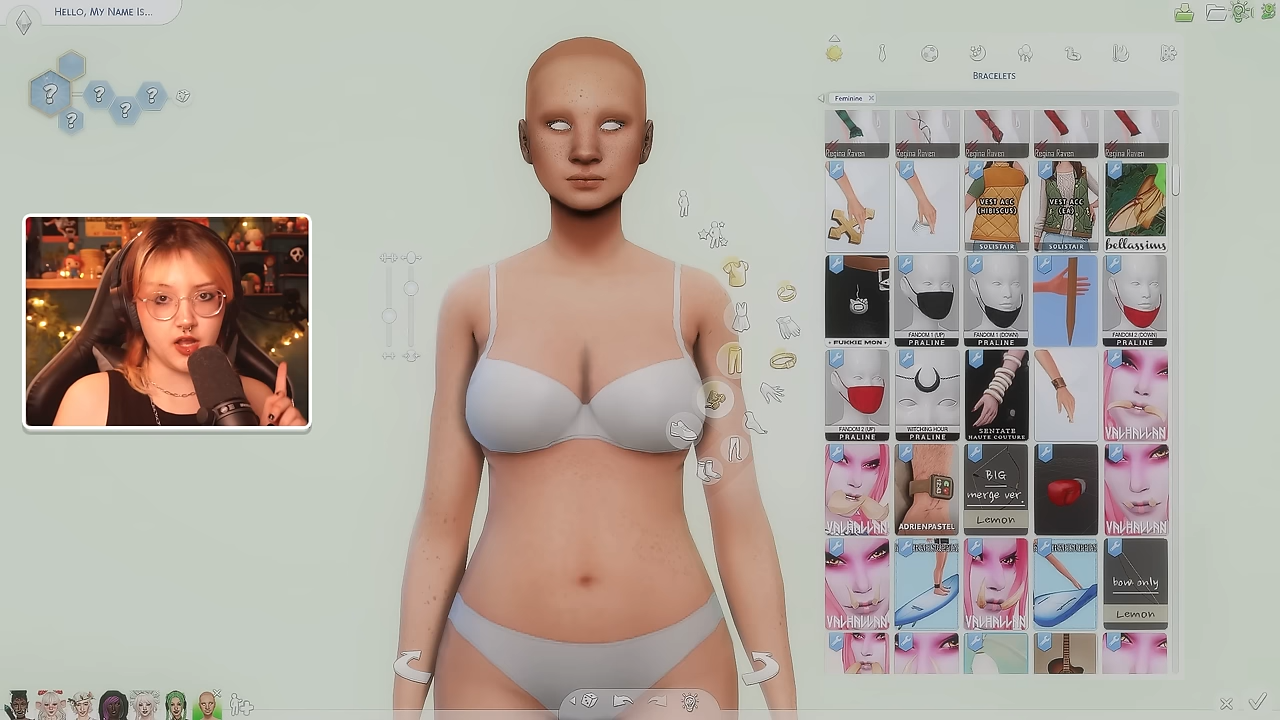 Hello, My Name Is...
Bracelets
Feminine
Regina Raven
Regina Raven
Regina Raven
Regina Raven
Regina Raven
VEST ACC
(HIBISCUS)
SOLISTAIR
VEST ACC
(EA)
SOLISTAIR
bellassims
FUKKIE MON
FANDOM 1 (UP)
PRALINE
FANDOM 1 (DOWN)
PRALINE
FANDOM 2 (DOWN)
PRALINE
FANDOM 2 (UP)
PRALINE
WITCHING HOUR
PRALINE
SENTATE
HAUTE COUTURE
VALHALLAN
VALHALLAN
ADRIENPASTEL
BIG
merge ver.
Lemon
VALHALLAN
VALHALLAN
VALHALLAN
bow only
Lemon